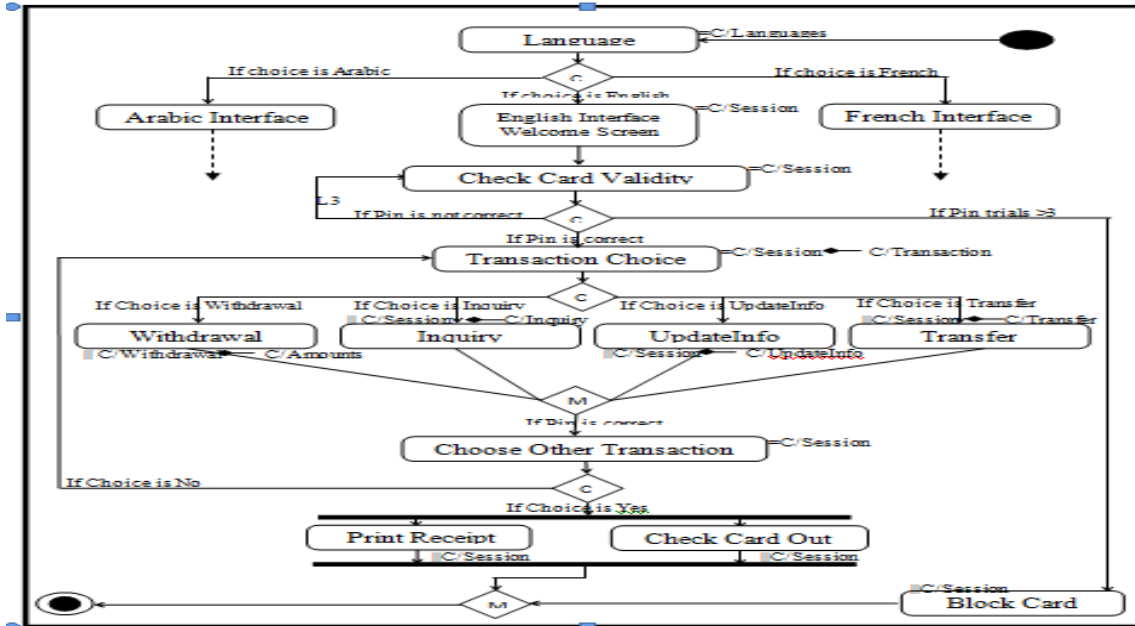 Language
=C/Languages
C
If choice is Arabic
If choice is French
If choice is English
Arabic Interface
English Interface
Welcome Screen
=C/Session
French Interface
Check Card Validity
=C/Session
L3
If Pin is not correct
C
If Pin trials >3
If Pin is correct
Transaction Choice
=C/Session
C/Transaction
C
If Choice is Withdrawal
If Choice is Inquiry
If Choice is UpdateInfo
If Choice is Transfer
C/Session
C/Inquiry
C/Session
C/Transfer
Withdrawal
Inquiry
UpdateInfo
Transfer
C/Withdrawal
C/Amounts
C/Session
C/UpdateInfo
M
If Pin is correct
Choose Other Transaction
=C/Session
If Choice is No
C
If Choice is Yes
Print Receipt
Check Card Out
C/Session
C/Session
C/Session
M
Block Card